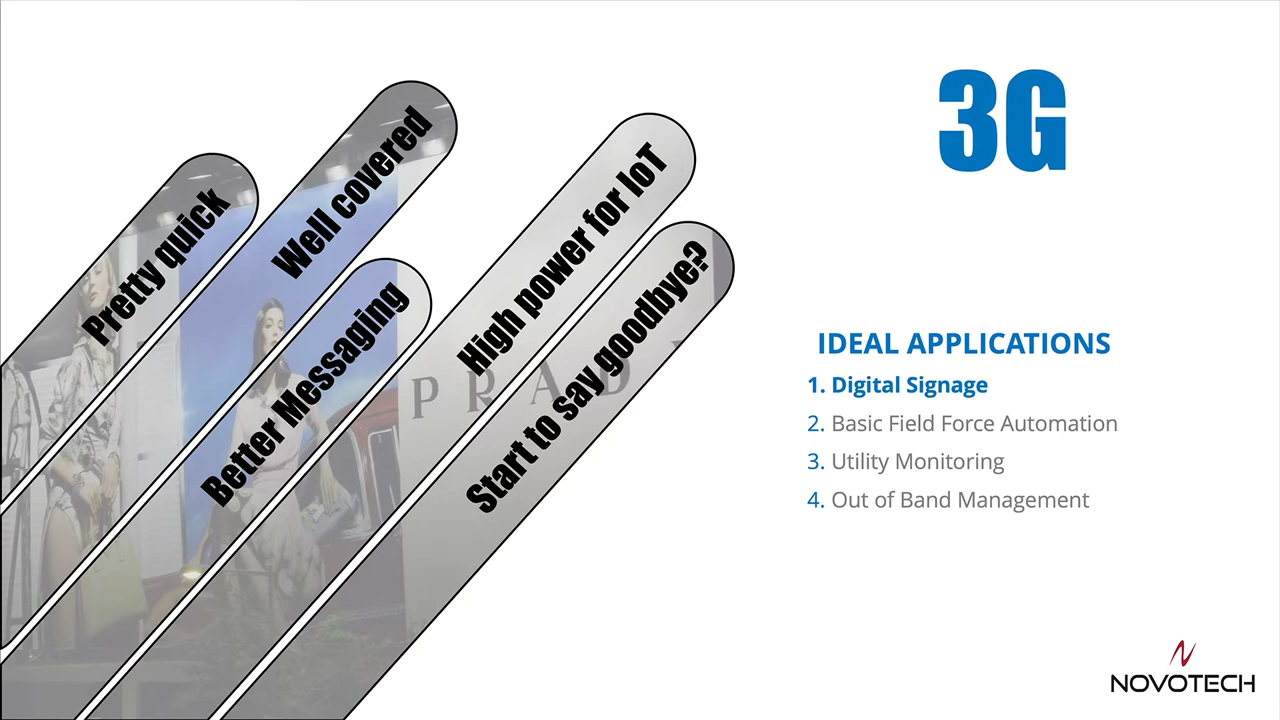 3G
Pretty quick
Well covered
Better Messaging
High power for IoT
Start to say goodbye?
PRAD
IDEAL APPLICATIONS
1. Digital Signage
2. Basic Field Force Automation
3. Utility Monitoring
4. Out of Band Management
NOVOTECH